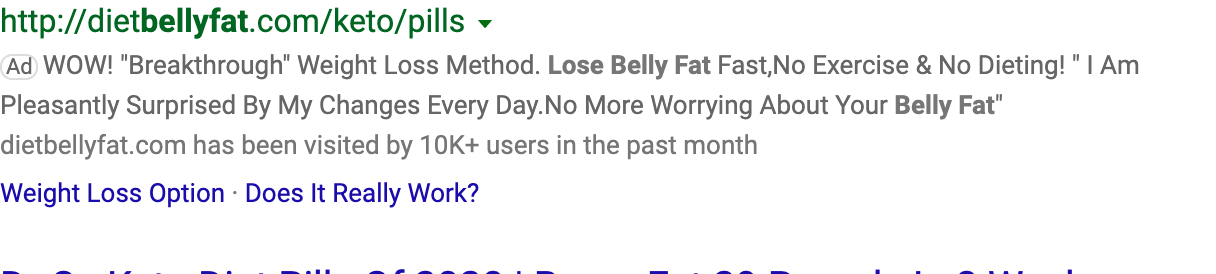 http://dietbellyfat.com/keto/pills
Ad WOW! "Breakthrough" Weight Loss Method. Lose Belly Fat Fast,No Exercise & No Dieting! " I Am
Pleasantly Surprised By My Changes Every Day.No More Worrying About Your Belly Fat"
dietbellyfat.com has been visited by 10K+ users in the past month
Weight Loss Option · Does It Really Work?